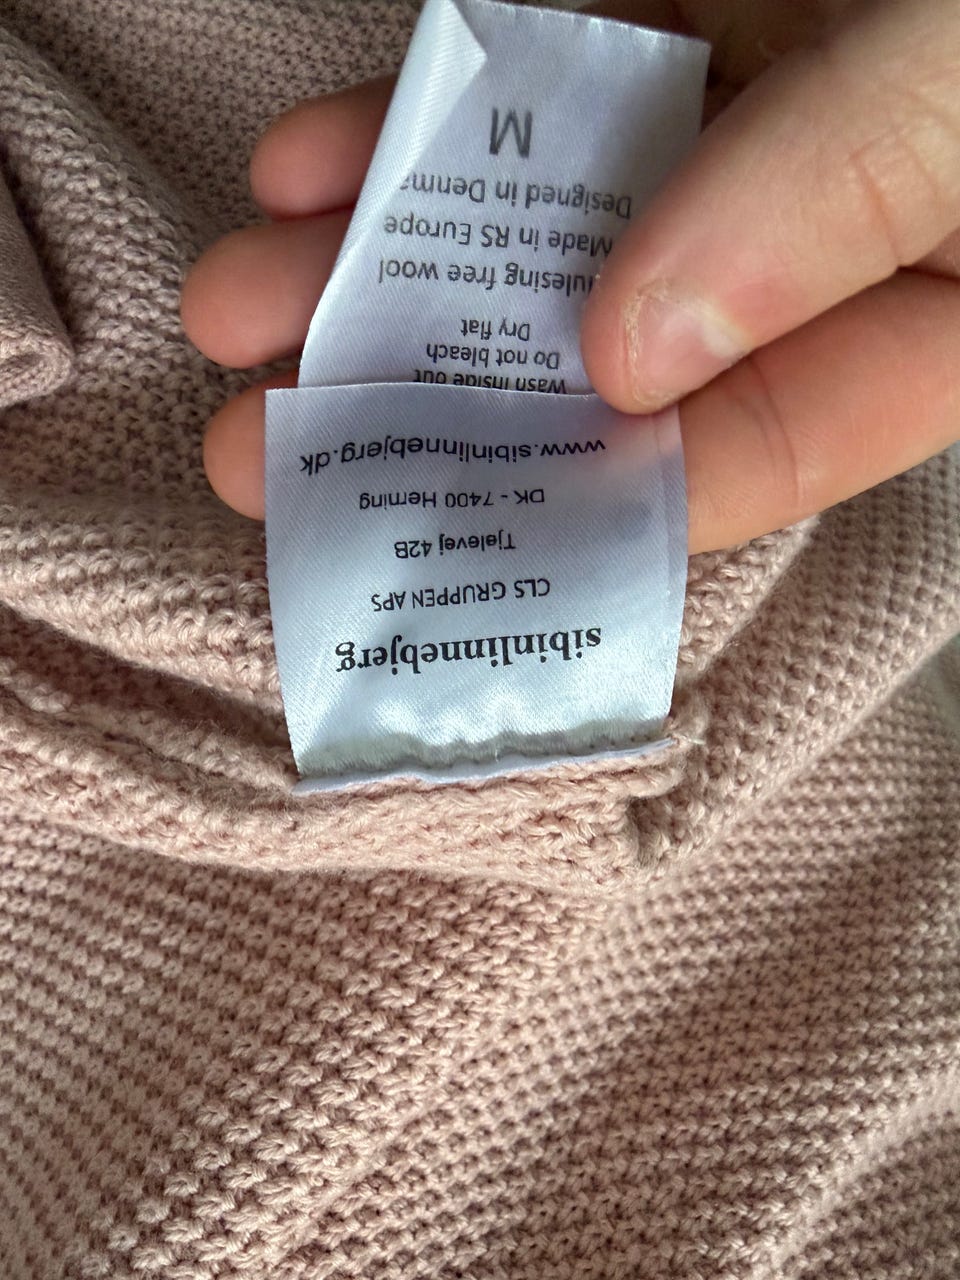 sibinlinnebjerg
CLS GRUPPEN APS
Tjelevej 42B
DK - 7400 Herning
www.sibinlinnebjerg.dk
wash inside out
Do not bleach
Dry flat
ulesing free wool
Made in RS Europe
Designed in Denma
M